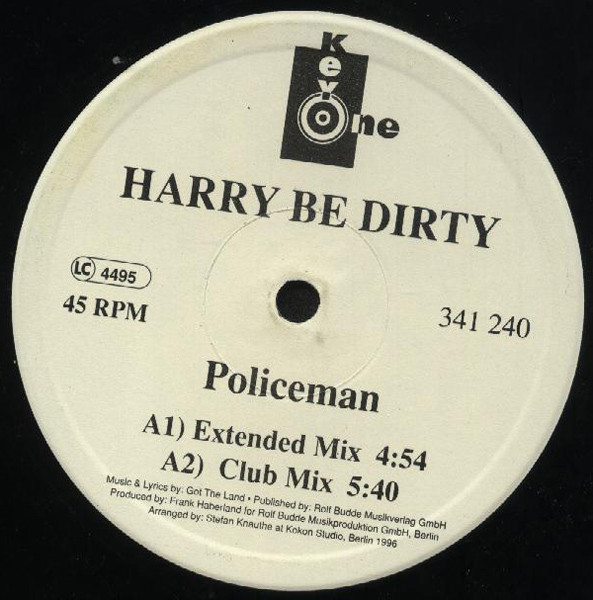 Key
One
HARRY BE DIRTY
LC 4495
45 RPM
341 240
Policeman
A1) Extended Mix 4:54
A2) Club Mix 5:40
Music & Lyrics by: Got The Land • Published by: Rolf Budde Musikverlag GmbH
Produced by: Frank Haberland for Rolf Budde Musikproduktion GmbH, Berlin
Arranged by: Stefan Knauthe at Kokon Studio, Berlin 1996